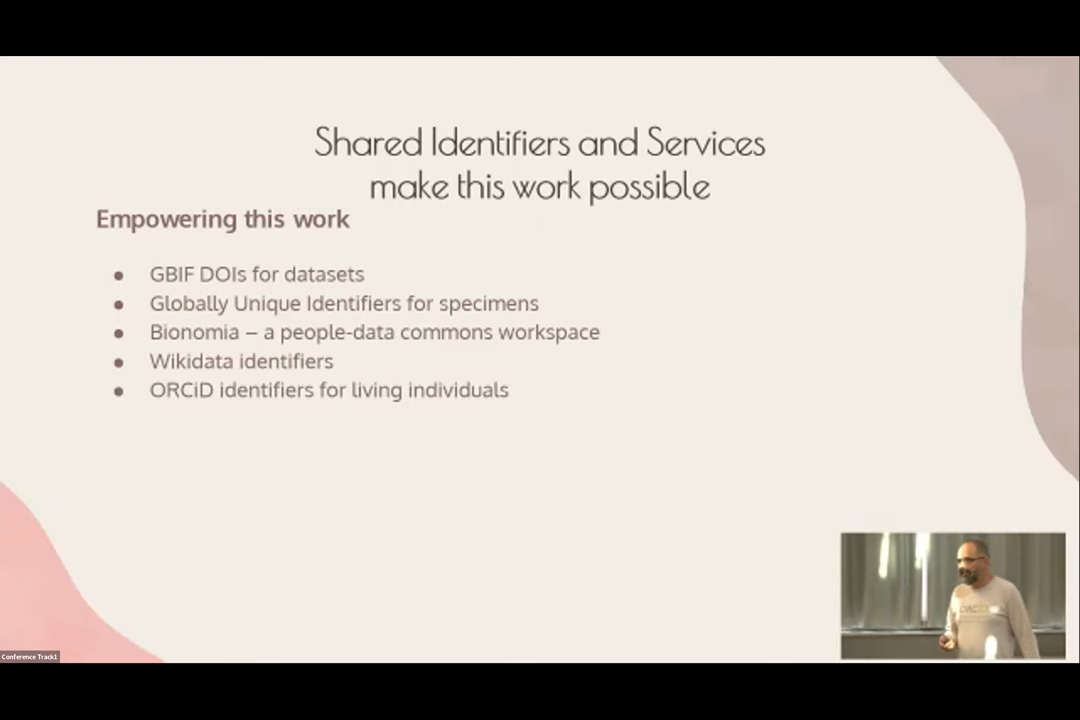 Shared Identifiers and Services
make this work possible
Empowering this work
● GBIF DOIs for datasets
● Globally Unique Identifiers for specimens
● Bionomia – a people-data commons workspace
● Wikidata identifiers
● ORCiD identifiers for living individuals
Conference Track1